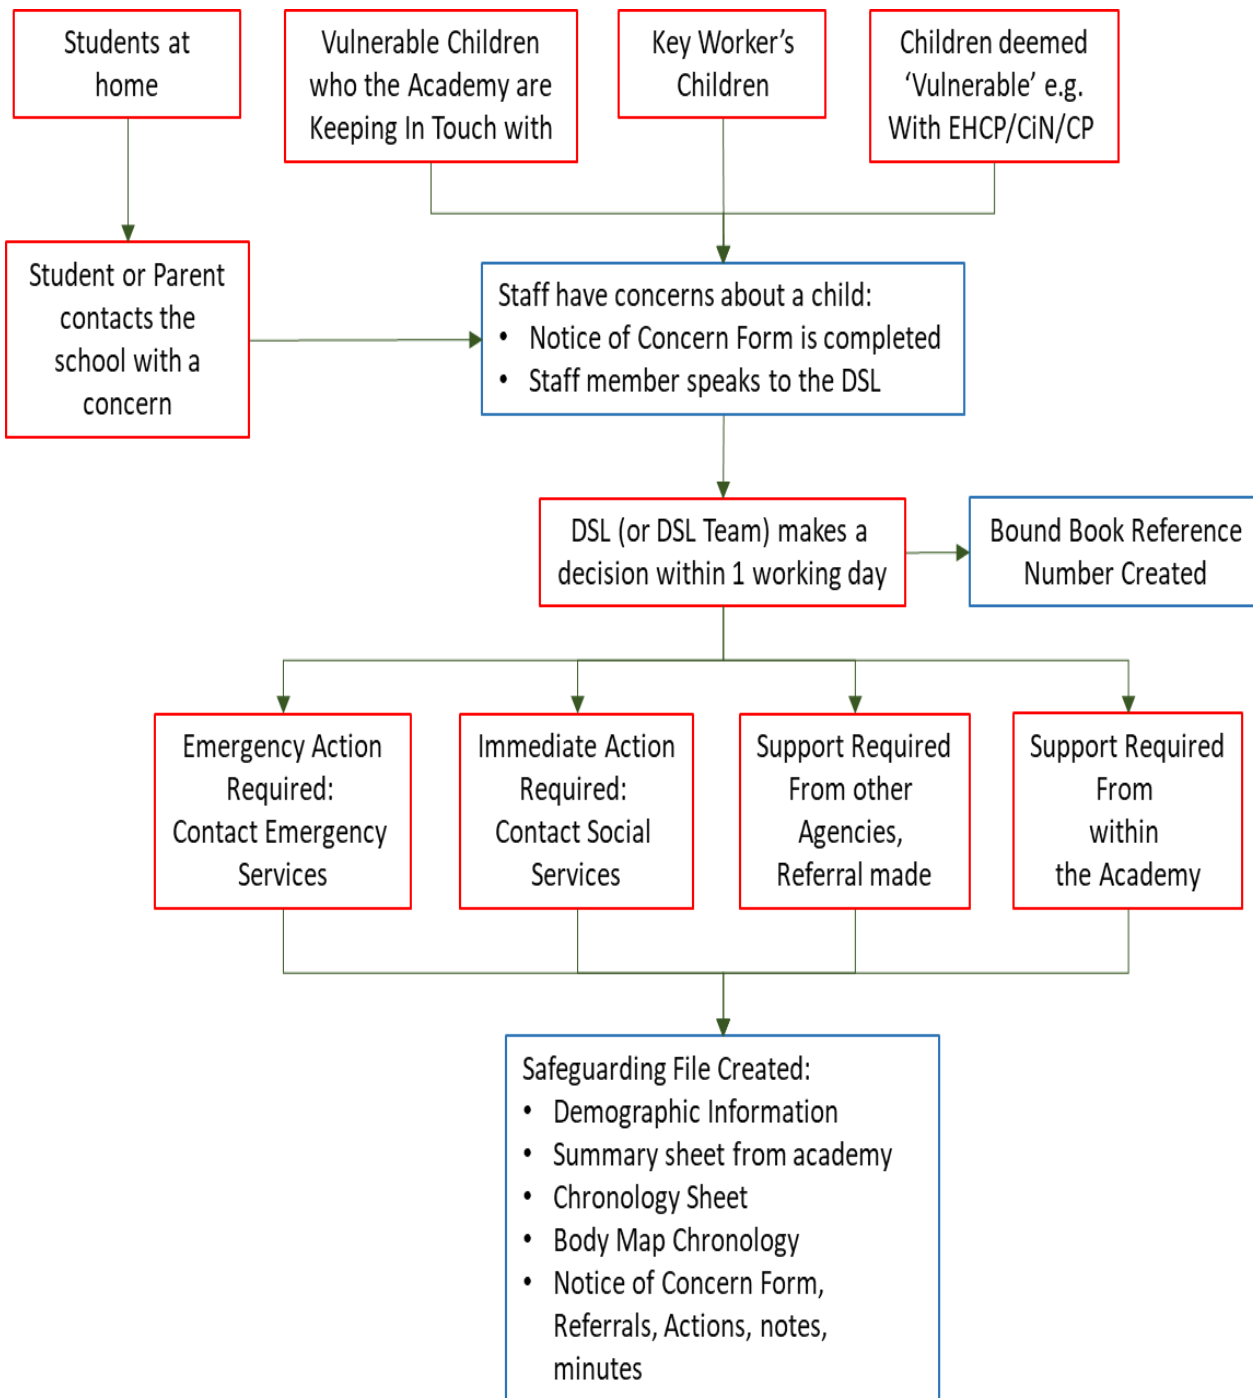 Students at
home
Vulnerable Children
who the Academy are
Keeping In Touch with
Key Worker’s
Children
Children deemed
‘Vulnerable’ e.g.
With EHCP/CiN/CP
Student or Parent
contacts the
school with a
concern
Staff have concerns about a child:
• Notice of Concern Form is completed
• Staff member speaks to the DSL
DSL (or DSL Team) makes a
decision within 1 working day
Bound Book Reference
Number Created
Emergency Action
Required:
Contact Emergency
Services
Immediate Action
Required:
Contact Social
Services
Support Required
From other
Agencies,
Referral made
Support Required
From
within
the Academy
Safeguarding File Created:
• Demographic Information
• Summary sheet from academy
• Chronology Sheet
• Body Map Chronology
• Notice of Concern Form,
Referrals, Actions, notes,
minutes